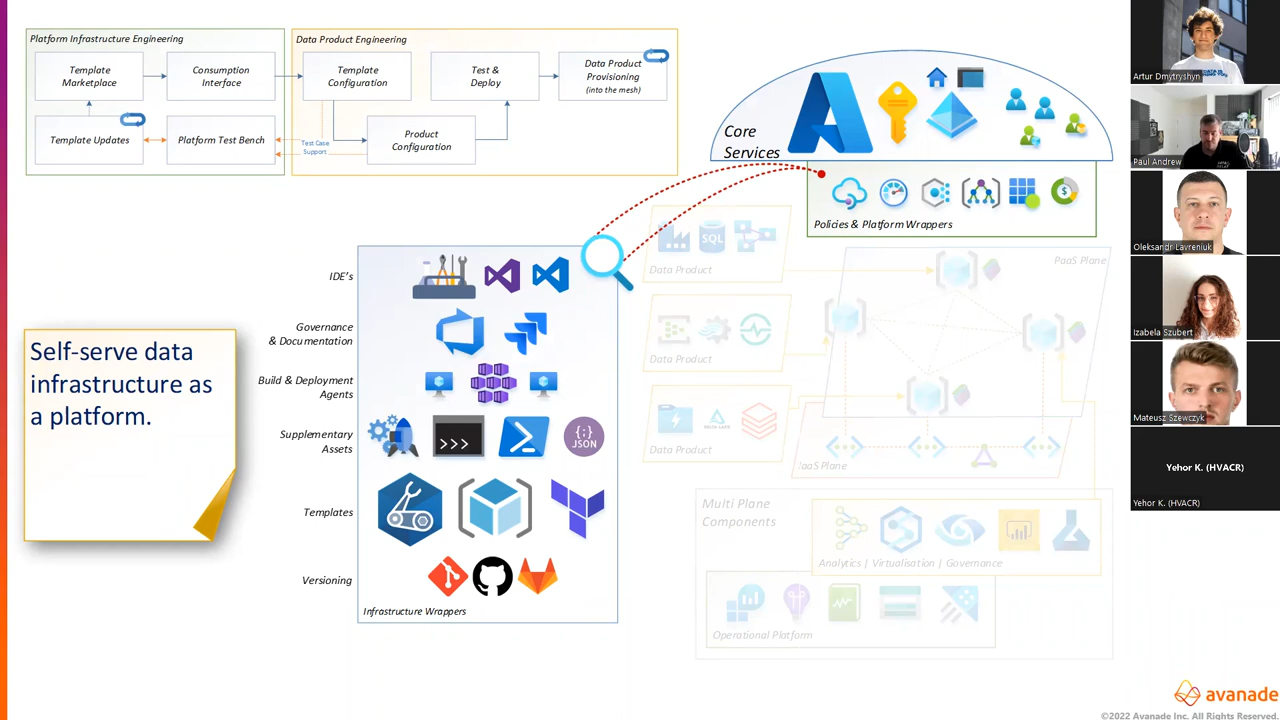 Platform Infrastructure Engineering
Template
Marketplace
Consumption
Interface
Template Updates
Platform Test Bench
Data Product Engineering
Template
Configuration
Test &
Deploy
Data Product
Provisioning
(into the mesh)
Test Case
Support
Product
Configuration
Core
Services
Policies & Platform Wrappers
Self-serve data
infrastructure as
a platform.
IDE's
Governance
& Documentation
Build & Deployment
Agents
Supplementary
Assets
>>>
{;}
JSON
Templates
Versioning
Infrastructure Wrappers
SQL
Data Product
Data Product
DELTA LAKE
Data Product
PaaS Plane
IaaS Plane
Multi Plane
Components
Analytics | Virtualisation | Governance
Operational Platform
Artur Dmytryshyn
Paul Andrew
Oleksandr Lavreniuk
Izabela Szubert
Mateusz Szewczyk
Yehor K. (HVACR)
Yehor K. (HVACR)
avanade
©2022 Avanade Inc. All Rights Reserved.